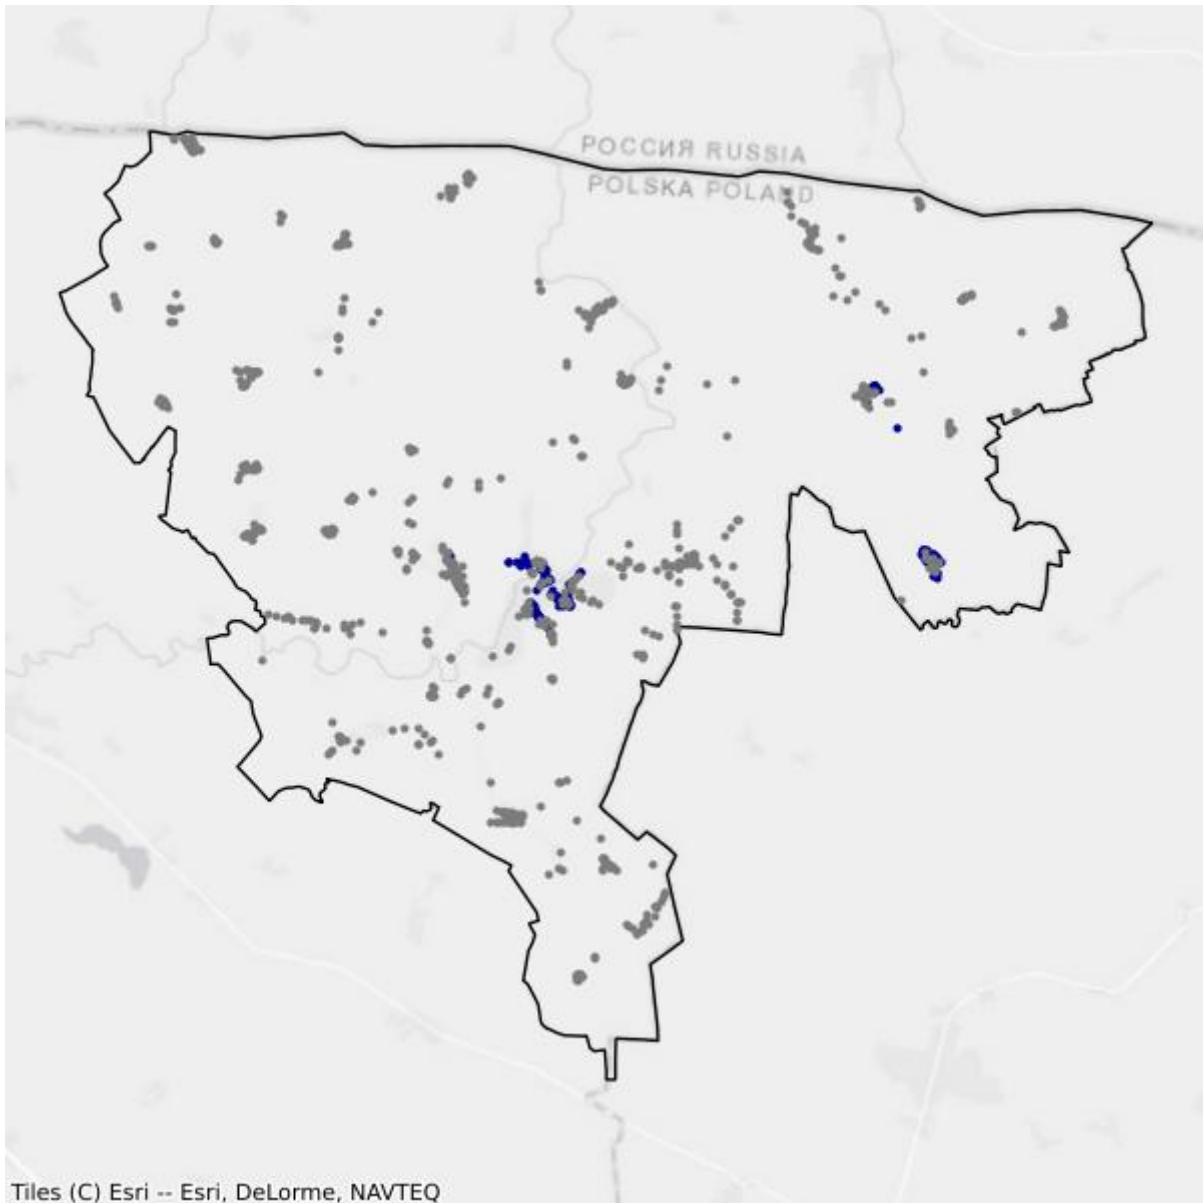 РОССИЯ RUSSIA
POLSKA POLAND
Tiles (C) Esri -- Esri, DeLorme, NAVTEQ